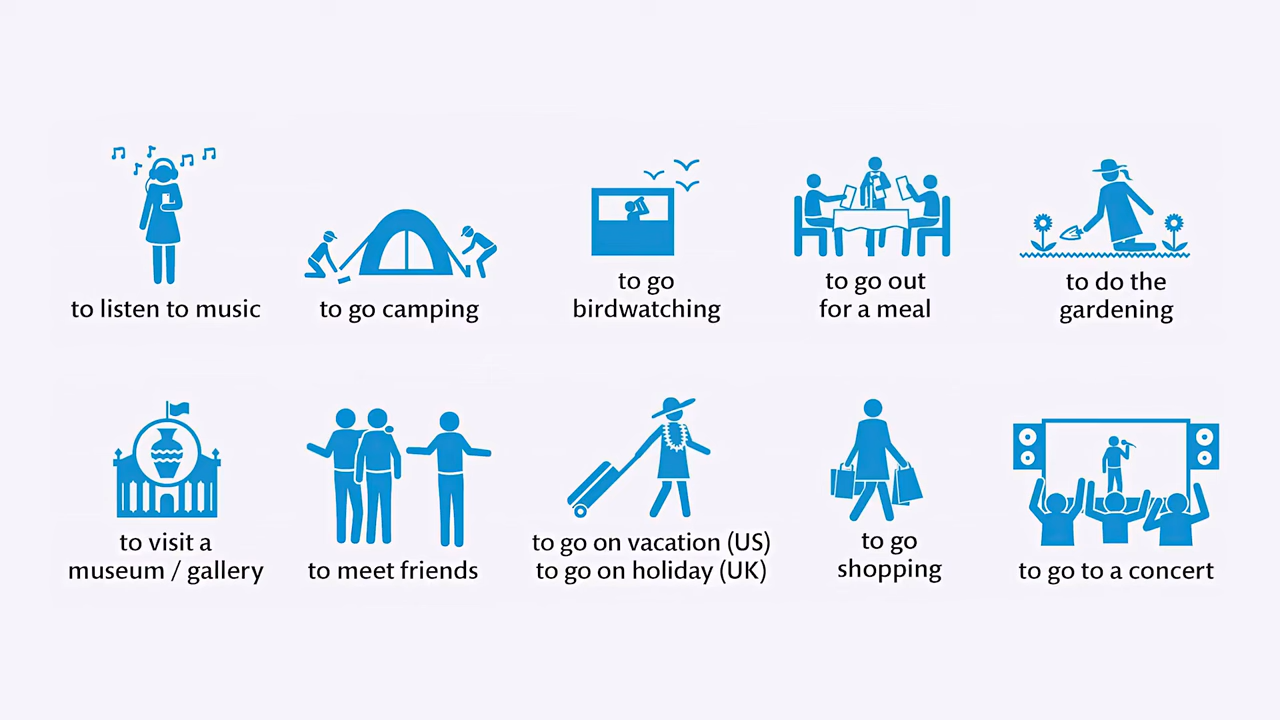 to listen to music
to go camping
to go
birdwatching
to go out
for a meal
to do the
gardening
to visit a
museum / gallery
to meet friends
to go on vacation (US)
to go on holiday (UK)
to go
shopping
to go to a concert